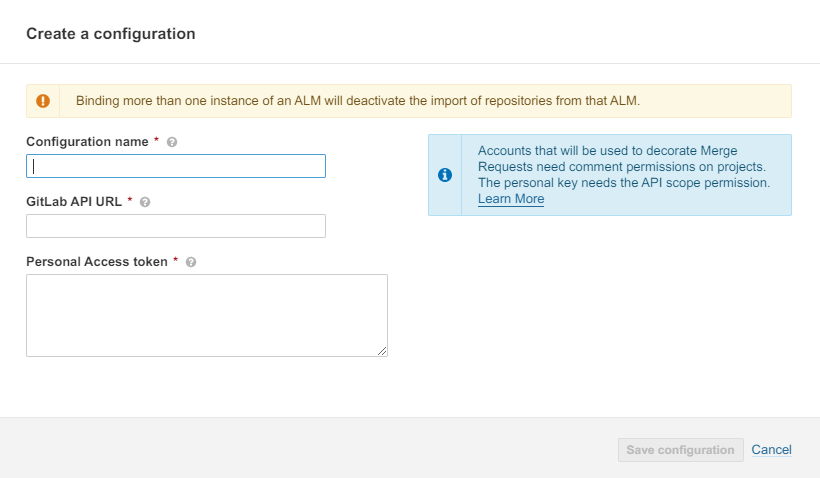 Create a configuration
Binding more than one instance of an ALM will deactivate the import of repositories from that ALM.
Configuration name *
Accounts that will be used to decorate Merge
Requests need comment permissions on projects.
The personal key needs the API scope permission.
Learn More
GitLab API URL *
Personal Access token *
Save configuration
Cancel